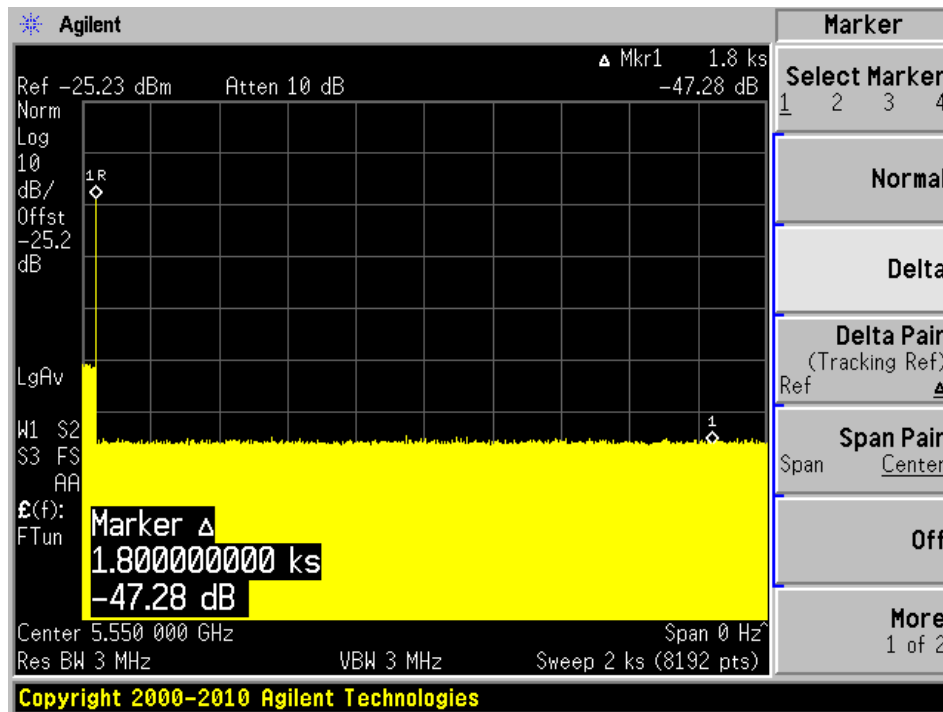 Agilent
Marker
Δ Mkr1 1.8 ks
Ref -25.23 dBm Atten 10 dB -47.28 dB
Norm
Log
10
dB/
Offst
-25.2
dB
1R
LgAv
1
W1 S2
S3 FS
AA
£(f):
FTun
Marker Δ
1.800000000 ks
-47.28 dB
Center 5.550 000 GHz Span 0 Hz^
Res BW 3 MHz VBW 3 MHz Sweep 2 ks (8192 pts)
Copyright 2000-2010 Agilent Technologies
Select Marker
1 2 3 4
Normal
Delta
Delta Pair
(Tracking Ref)
Ref Δ
Span Pair
Span Center
Off
More
1 of 2